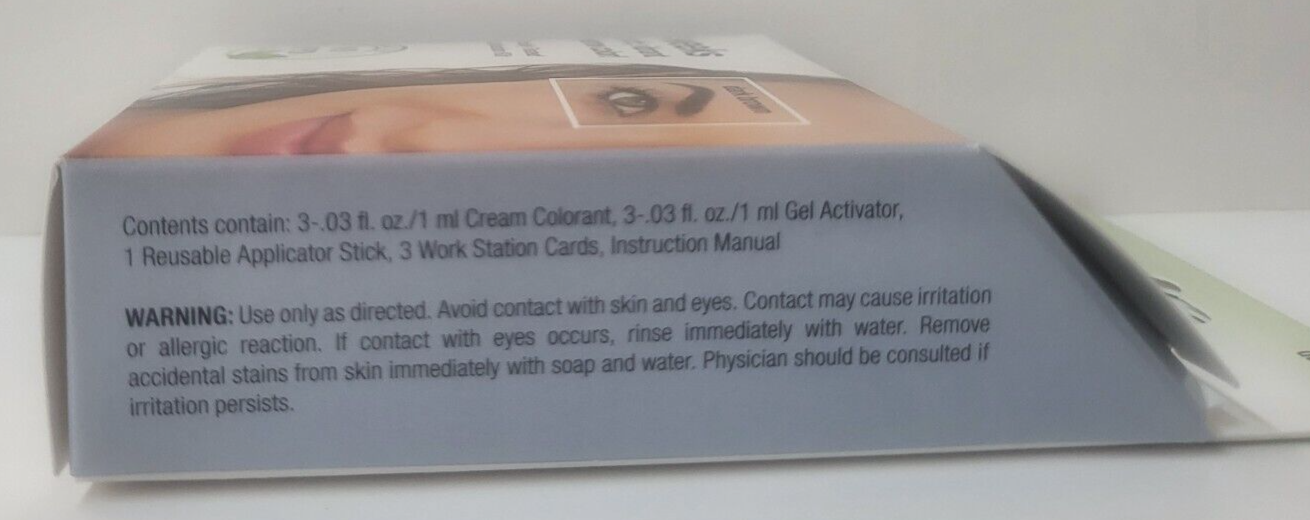 dark brown
Contents contain: 3-.03 fl. oz./1 ml Cream Colorant, 3-.03 fl. oz./1 ml Gel Activator,
1 Reusable Applicator Stick, 3 Work Station Cards, Instruction Manual
WARNING: Use only as directed. Avoid contact with skin and eyes. Contact may cause irritation
or allergic reaction. If contact with eyes occurs, rinse immediately with water. Remove
accidental stains from skin immediately with soap and water. Physician should be consulted if
irritation persists.